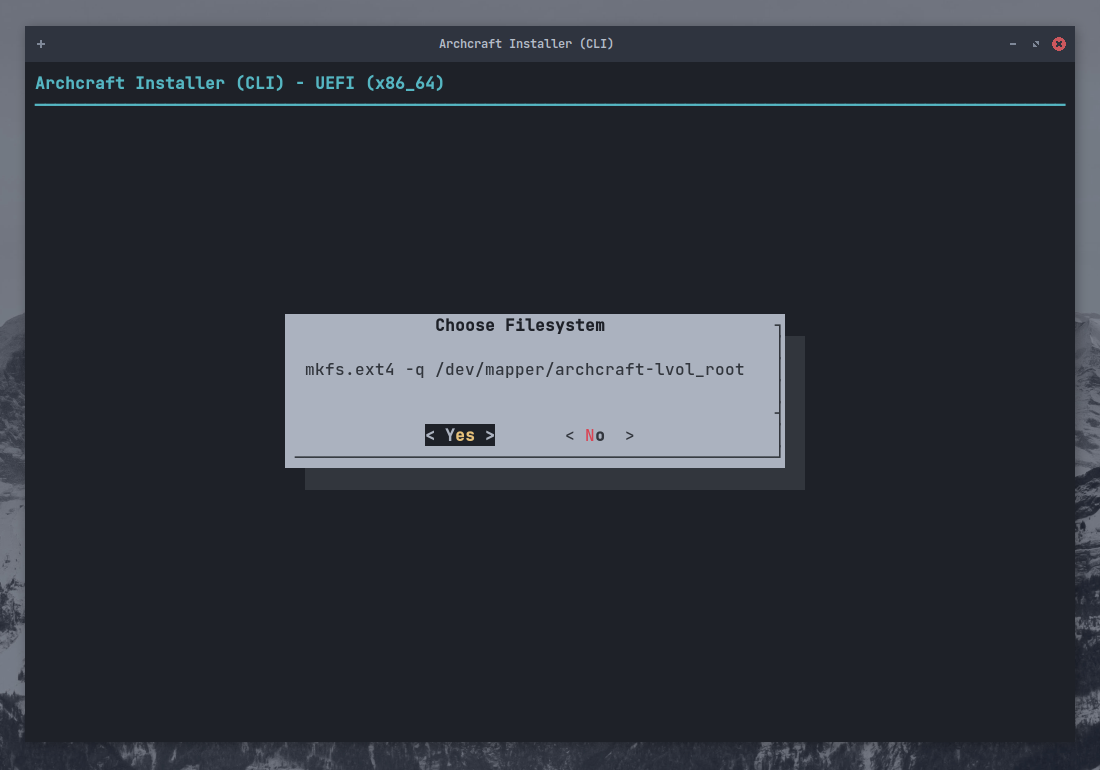 Archcraft Installer (CLI)
Archcraft Installer (CLI) - UEFI (x86_64)
Choose Filesystem
mkfs.ext4 -q /dev/mapper/archcraft-lvol_root
< Yes > < No >